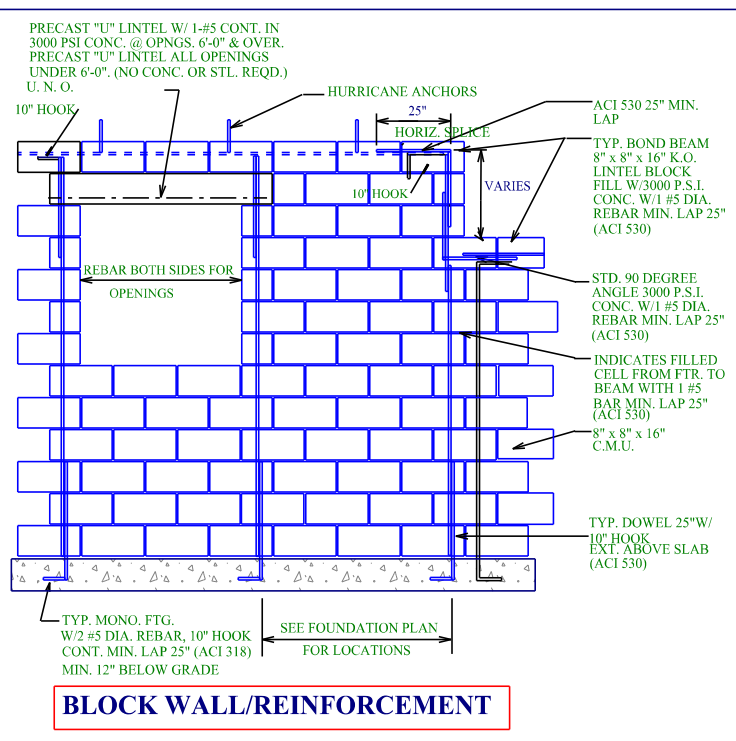 PRECAST "U" LINTEL W/ 1-#5 CONT. IN
3000 PSI CONC. @ OPNGS. 6'-0" & OVER.
PRECAST "U" LINTEL ALL OPENINGS
UNDER 6'-0". (NO CONC. OR STL. REQD.)
U. N. O.
10" HOOK
HURRICANE ANCHORS
25"
HORIZ. SPLICE
ACI 530 25" MIN.
LAP
TYP. BOND BEAM
8" x 8" x 16" K.O.
LINTEL BLOCK
FILL W/3000 P.S.I.
CONC. W/1 #5 DIA.
REBAR MIN. LAP 25"
(ACI 530)
10" HOOK
VARIES
REBAR BOTH SIDES FOR
OPENINGS
STD. 90 DEGREE
ANGLE 3000 P.S.I.
CONC. W/1 #5 DIA.
REBAR MIN. LAP 25"
(ACI 530)
INDICATES FILLED
CELL FROM FTR. TO
BEAM WITH 1 #5
BAR MIN. LAP 25"
(ACI 530)
8" x 8" x 16"
C.M.U.
TYP. DOWEL 25"W/
10" HOOK
EXT. ABOVE SLAB
(ACI 530)
TYP. MONO. FTG.
W/2 #5 DIA. REBAR, 10" HOOK
CONT. MIN. LAP 25" (ACI 318)
MIN. 12" BELOW GRADE
SEE FOUNDATION PLAN
FOR LOCATIONS
BLOCK WALL/REINFORCEMENT